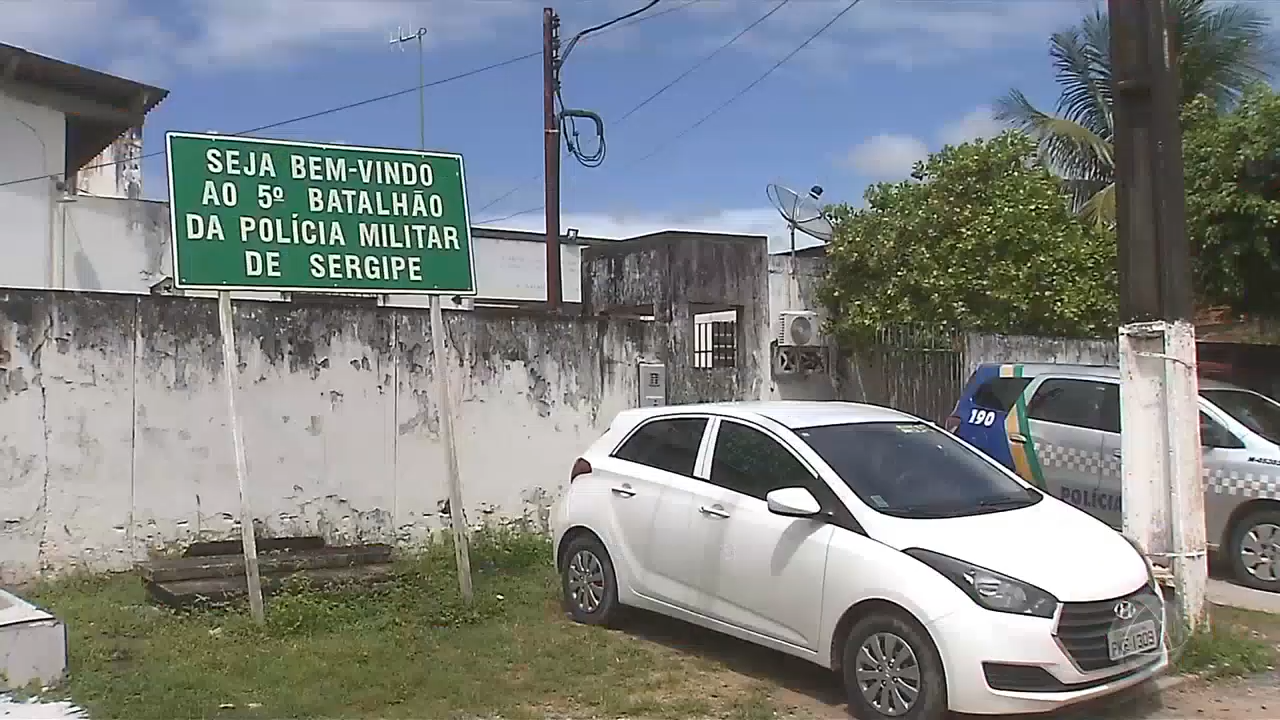 SEJA BEM-VINDO
AO 5º BATALHÃO
DA POLÍCIA MILITAR
DE SERGIPE
190
POLÍCIA